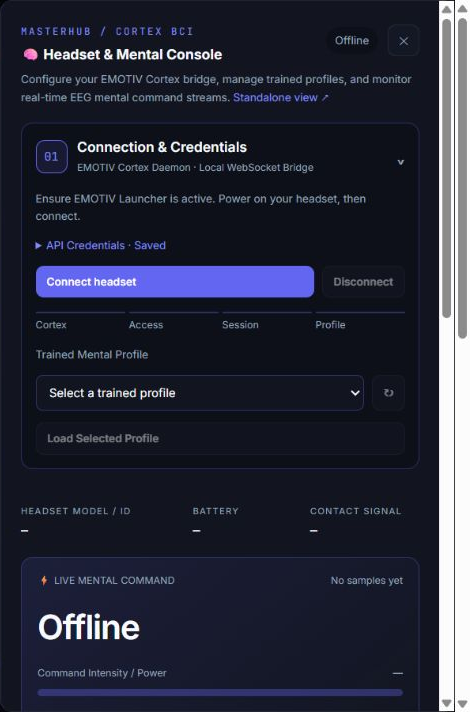 MASTERHUB / CORTEX BCI
🧠 Headset & Mental Console
Offline
×
Configure your EMOTIV Cortex bridge, manage trained profiles, and monitor
real-time EEG mental command streams. Standalone view ↗
01
Connection & Credentials
EMOTIV Cortex Daemon · Local WebSocket Bridge
Ensure EMOTIV Launcher is active. Power on your headset, then
connect.
▶ API Credentials · Saved
Connect headset
Disconnect
Cortex
Access
Session
Profile
Trained Mental Profile
Select a trained profile
↻
Load Selected Profile
HEADSET MODEL / ID
BATTERY
CONTACT SIGNAL
–
–
–
⚡ LIVE MENTAL COMMAND
No samples yet
Offline
Command Intensity / Power
—